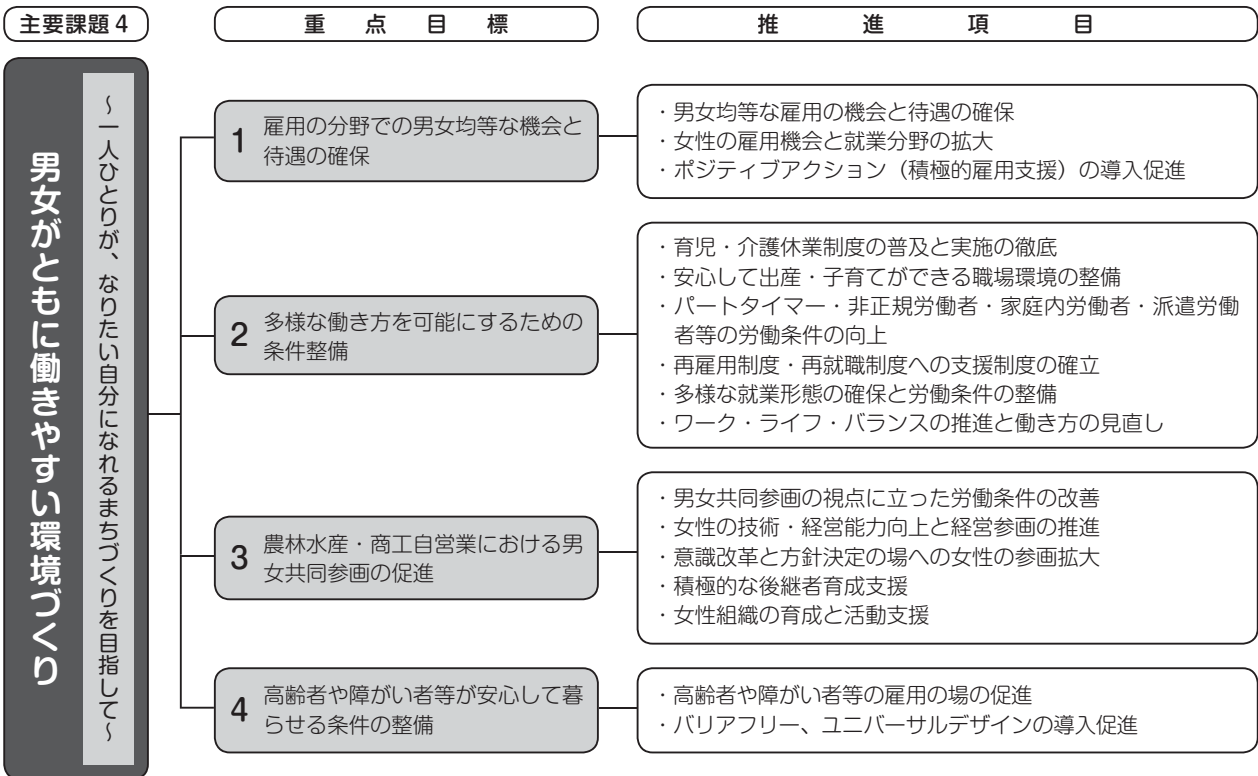 主要課題4
重点目標
推進項目
男女がともに働きやすい環境づくり
~一人ひとりが、なりたい自分になれるまちづくりを目指して~
1
雇用の分野での男女均等な機会と
待遇の確保
・男女均等な雇用の機会と待遇の確保
・女性の雇用機会と就業分野の拡大
・ポジティブアクション（積極的雇用支援）の導入促進
2
多様な働き方を可能にするための
条件整備
・育児・介護休業制度の普及と実施の徹底
・安心して出産・子育てができる職場環境の整備
・パートタイマー・非正規労働者・家庭内労働者・派遣労働
者等の労働条件の向上
・再雇用制度・再就職制度への支援制度の確立
・多様な就業形態の確保と労働条件の整備
・ワーク・ライフ・バランスの推進と働き方の見直し
3
農林水産・商工自営業における男
女共同参画の促進
・男女共同参画の視点に立った労働条件の改善
・女性の技術・経営能力向上と経営参画の推進
・意識改革と方針決定の場への女性の参画拡大
・積極的な後継者育成支援
・女性組織の育成と活動支援
4
高齢者や障がい者等が安心して暮
らせる条件の整備
・高齢者や障がい者等の雇用の場の促進
・バリアフリー、ユニバーサルデザインの導入促進